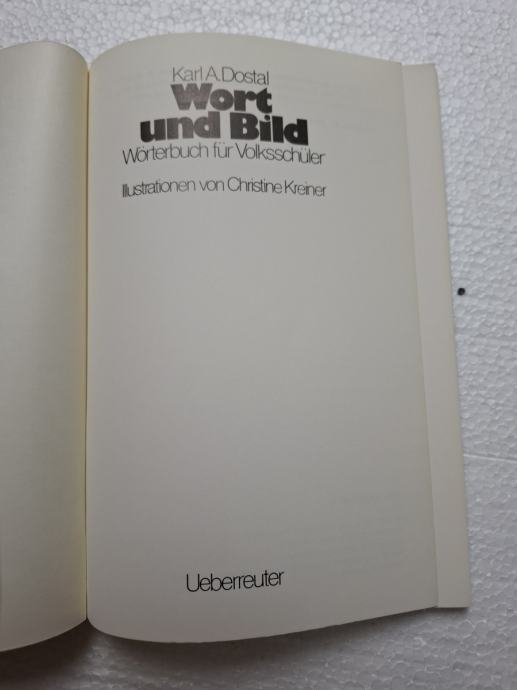 Karl A. Dostal
Wort
und Bild
Wörterbuch für Volksschüler
Illustrationen von Christine Kreiner
Ueberreuter